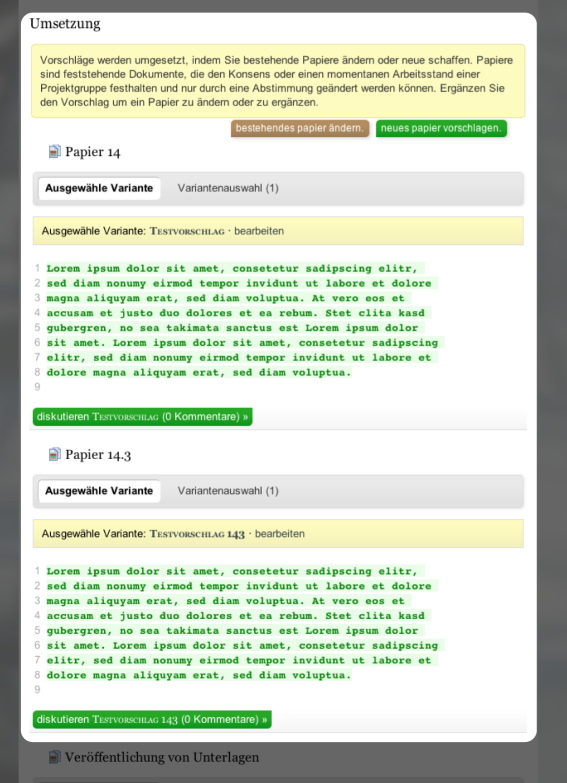 Umsetzung
Vorschläge werden umgesetzt, indem Sie bestehende Papiere ändern oder neue schaffen. Papiere
sind feststehende Dokumente, die den Konsens oder einen momentanen Arbeitsstand einer
Projektgruppe festhalten und nur durch eine Abstimmung geändert werden können. Ergänzen Sie
den Vorschlag um ein Papier zu ändern oder zu ergänzen.
bestehendes papier ändern. neues papier vorschlagen.
Papier 14
Ausgewähle Variante Variantenauswahl (1)
Ausgewähle Variante: Testvorschlag · bearbeiten
1 Lorem ipsum dolor sit amet, consetetur sadipscing elitr,
2 sed diam nonumy eirmod tempor invidunt ut labore et dolore
3 magna aliquyam erat, sed diam voluptua. At vero eos et
4 accusam et justo duo dolores et ea rebum. Stet clita kasd
5 gubergren, no sea takimata sanctus est Lorem ipsum dolor
6 sit amet. Lorem ipsum dolor sit amet, consetetur sadipscing
7 elitr, sed diam nonumy eirmod tempor invidunt ut labore et
8 dolore magna aliquyam erat, sed diam voluptua.
9
diskutieren Testvorschlag (0 Kommentare) »
Papier 14.3
Ausgewähle Variante Variantenauswahl (1)
Ausgewähle Variante: Testvorschlag 143 · bearbeiten
1 Lorem ipsum dolor sit amet, consetetur sadipscing elitr,
2 sed diam nonumy eirmod tempor invidunt ut labore et dolore
3 magna aliquyam erat, sed diam voluptua. At vero eos et
4 accusam et justo duo dolores et ea rebum. Stet clita kasd
5 gubergren, no sea takimata sanctus est Lorem ipsum dolor
6 sit amet. Lorem ipsum dolor sit amet, consetetur sadipscing
7 elitr, sed diam nonumy eirmod tempor invidunt ut labore et
8 dolore magna aliquyam erat, sed diam voluptua.
9
diskutieren Testvorschlag 143 (0 Kommentare) »
Veröffentlichung von Unterlagen